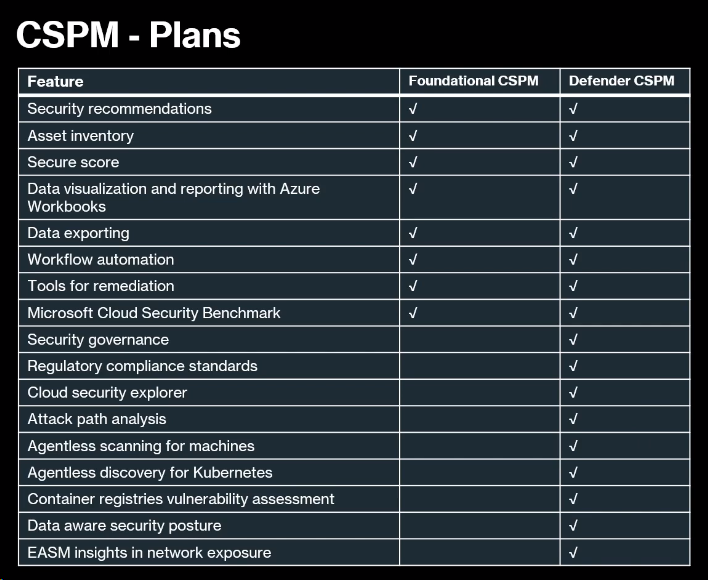 CSPM - Plans
Feature Foundational CSPM Defender CSPM
Security recommendations √ √
Asset inventory √ √
Secure score √ √
Data visualization and reporting with Azure √ √
Workbooks
Data exporting √ √
Workflow automation √ √
Tools for remediation √ √
Microsoft Cloud Security Benchmark √ √
Security governance √
Regulatory compliance standards √
Cloud security explorer √
Attack path analysis √
Agentless scanning for machines √
Agentless discovery for Kubernetes √
Container registries vulnerability assessment √
Data aware security posture √
EASM insights in network exposure √